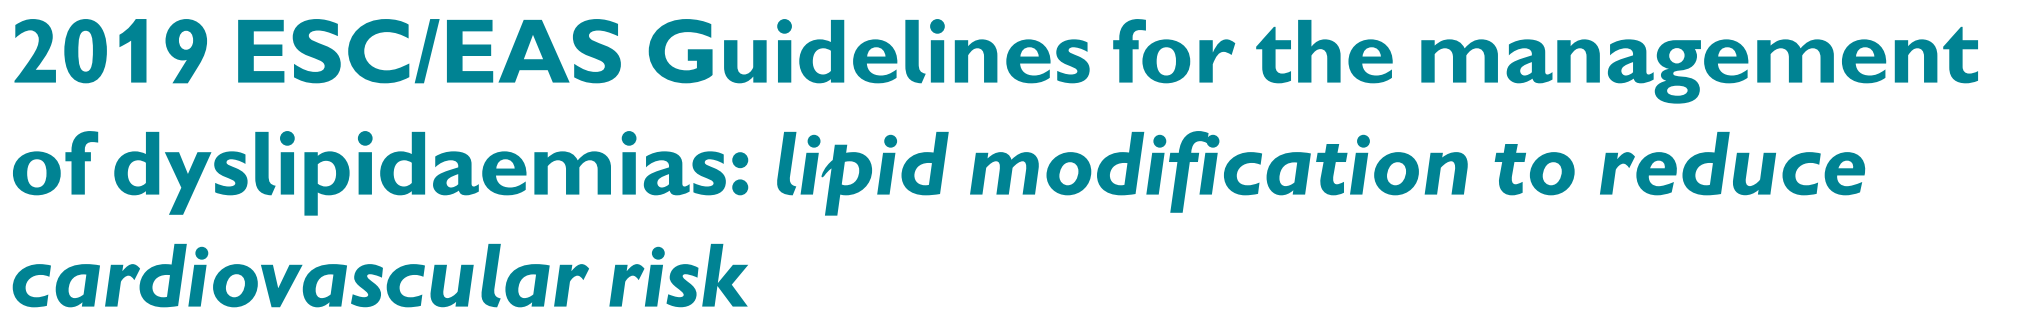 2019 ESC/EAS Guidelines for the management
of dyslipidaemias: lipid modification to reduce
cardiovascular risk